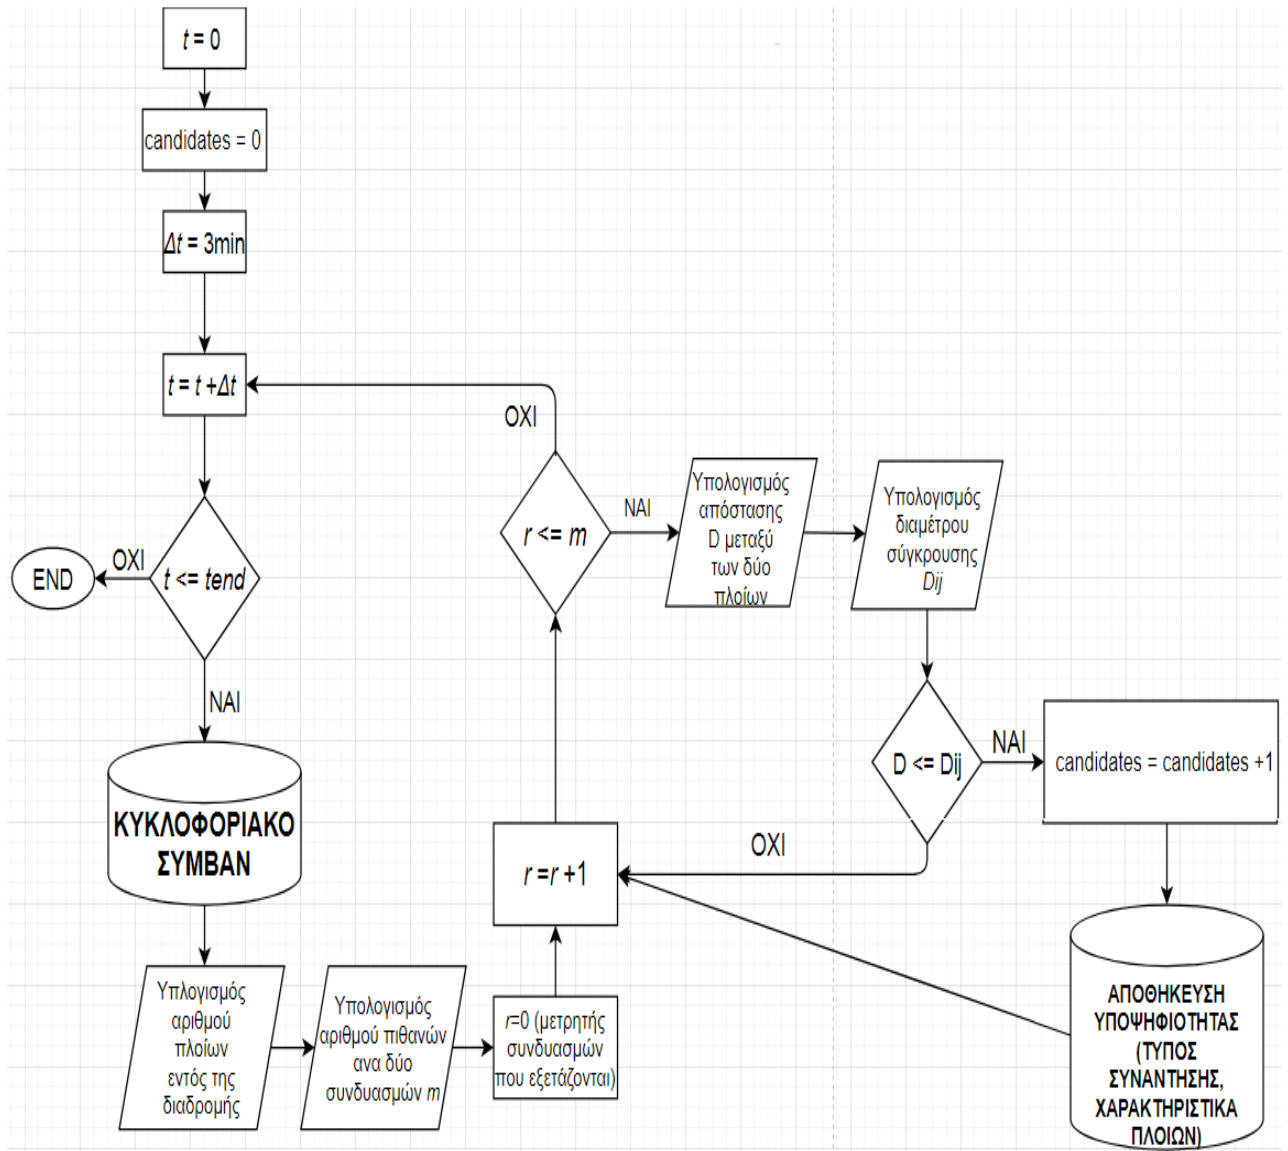 t = 0
candidates = 0
Δt = 3min
t = t +Δt
ΟΧΙ
t <= tend
END
ΝΑΙ
ΚΥΚΛΟΦΟΡΙΑΚΟ
ΣΥΜΒΑΝ
Υπλογισμός
αριθμού
πλοίων
εντός της
διαδρομής
Υπολογισμός
αριθμού πιθανών
ανα δύο
συνδυασμών m
r=0 (μετρητής
συνδυασμών
που εξετάζονται)
r =r +1
r <= m
ΟΧΙ
ΝΑΙ
Υπολογισμός
απόστασης
D μεταξύ
των δύο
πλοίων
Υπολογισμός
διαμέτρου
σύγκρουσης
Dij
D <= Dij
ΟΧΙ
ΝΑΙ
candidates = candidates +1
ΑΠΟΘΗΚΕΥΣΗ
ΥΠΟΨΗΦΙΟΤΗΤΑΣ
(ΤΥΠΟΣ
ΣΥΝΑΝΤΗΣΗΣ,
ΧΑΡΑΚΤΗΡΙΣΤΙΚΑ
ΠΛΟΙΩΝ)